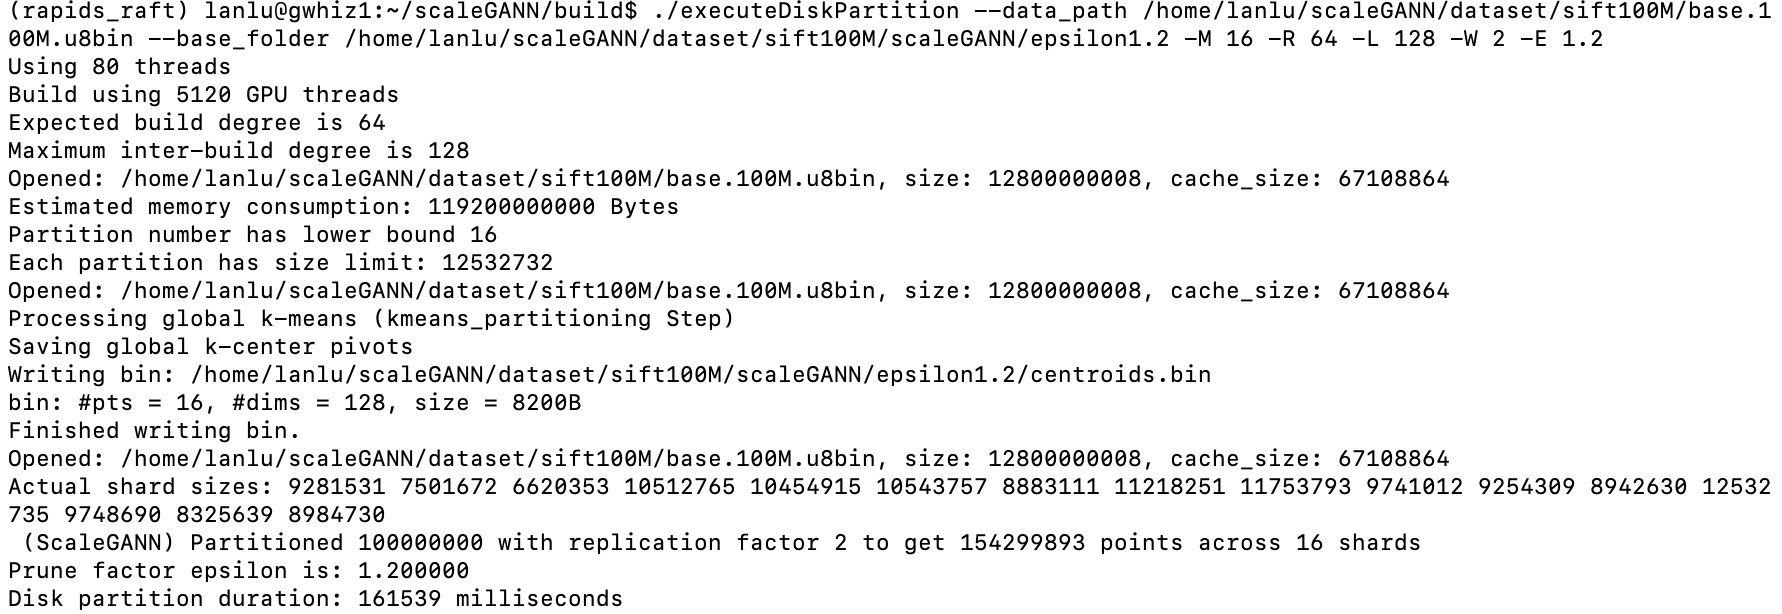 (rapids_raft) lanlu@gwhiz1:~/scaleGANN/build$ ./executeDiskPartition --data_path /home/lanlu/scaleGANN/dataset/sift100M/base.1
00M.u8bin --base_folder /home/lanlu/scaleGANN/dataset/sift100M/scaleGANN/epsilon1.2 -M 16 -R 64 -L 128 -W 2 -E 1.2
Using 80 threads
Build using 5120 GPU threads
Expected build degree is 64
Maximum inter-build degree is 128
Opened: /home/lanlu/scaleGANN/dataset/sift100M/base.100M.u8bin, size: 12800000008, cache_size: 67108864
Estimated memory consumption: 119200000000 Bytes
Partition number has lower bound 16
Each partition has size limit: 12532732
Opened: /home/lanlu/scaleGANN/dataset/sift100M/base.100M.u8bin, size: 12800000008, cache_size: 67108864
Processing global k-means (kmeans_partitioning Step)
Saving global k-center pivots
Writing bin: /home/lanlu/scaleGANN/dataset/sift100M/scaleGANN/epsilon1.2/centroids.bin
bin: #pts = 16, #dims = 128, size = 8200B
Finished writing bin.
Opened: /home/lanlu/scaleGANN/dataset/sift100M/base.100M.u8bin, size: 12800000008, cache_size: 67108864
Actual shard sizes: 9281531 7501672 6620353 10512765 10454915 10543757 8883111 11218251 11753793 9741012 9254309 8942630 12532
735 9748690 8325639 8984730
 (ScaleGANN) Partitioned 100000000 with replication factor 2 to get 154299893 points across 16 shards
Prune factor epsilon is: 1.200000
Disk partition duration: 161539 milliseconds